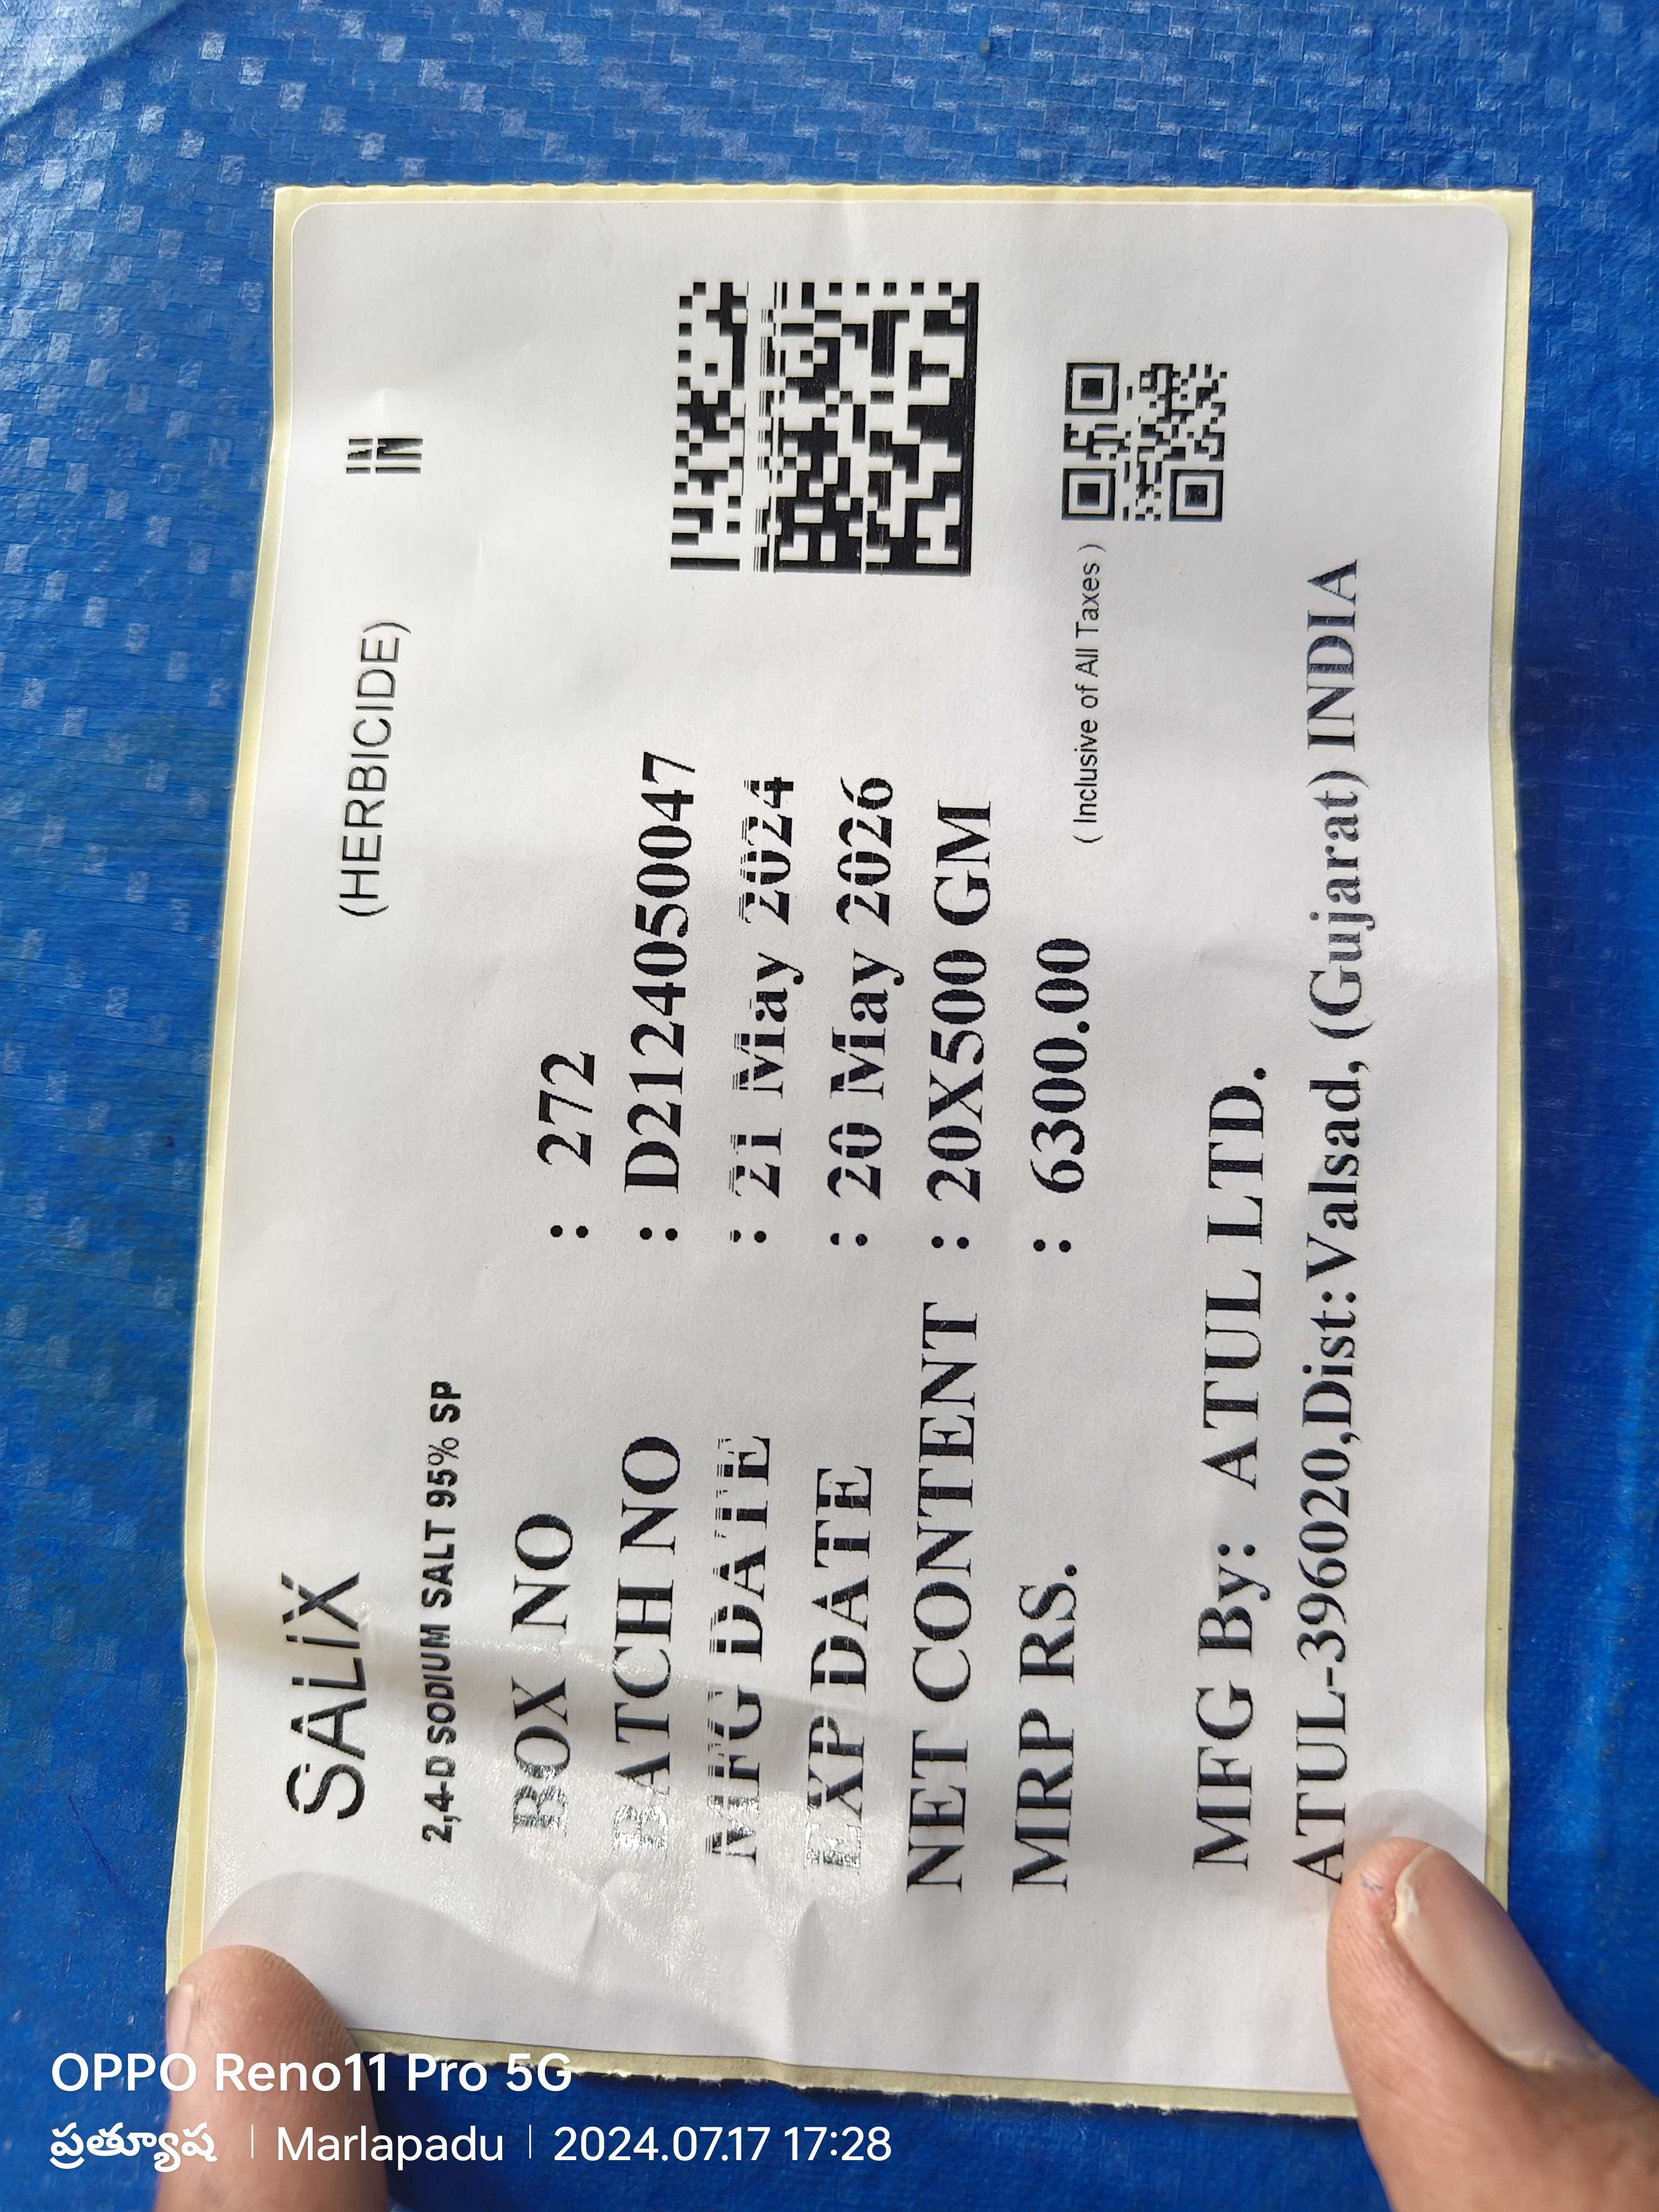 SALIX (HERBICIDE) IN
IN
2,4-D SODIUM SALT 95% SP
BOX NO : 272
BATCH NO : D2124050047
MFG DATE : 21 May 2024
EXP DATE : 20 May 2026
NET CONTENT : 20X500 GM
MRP RS. : 6300.00 ( Inclusive of All Taxes )
MFG By: ATUL LTD.
ATUL-396020,Dist:Valsad, (Gujarat) INDIA
OPPO Reno11 Pro 5G
ప్రత్యూష | Marlapadu | 2024.07.17 17:28